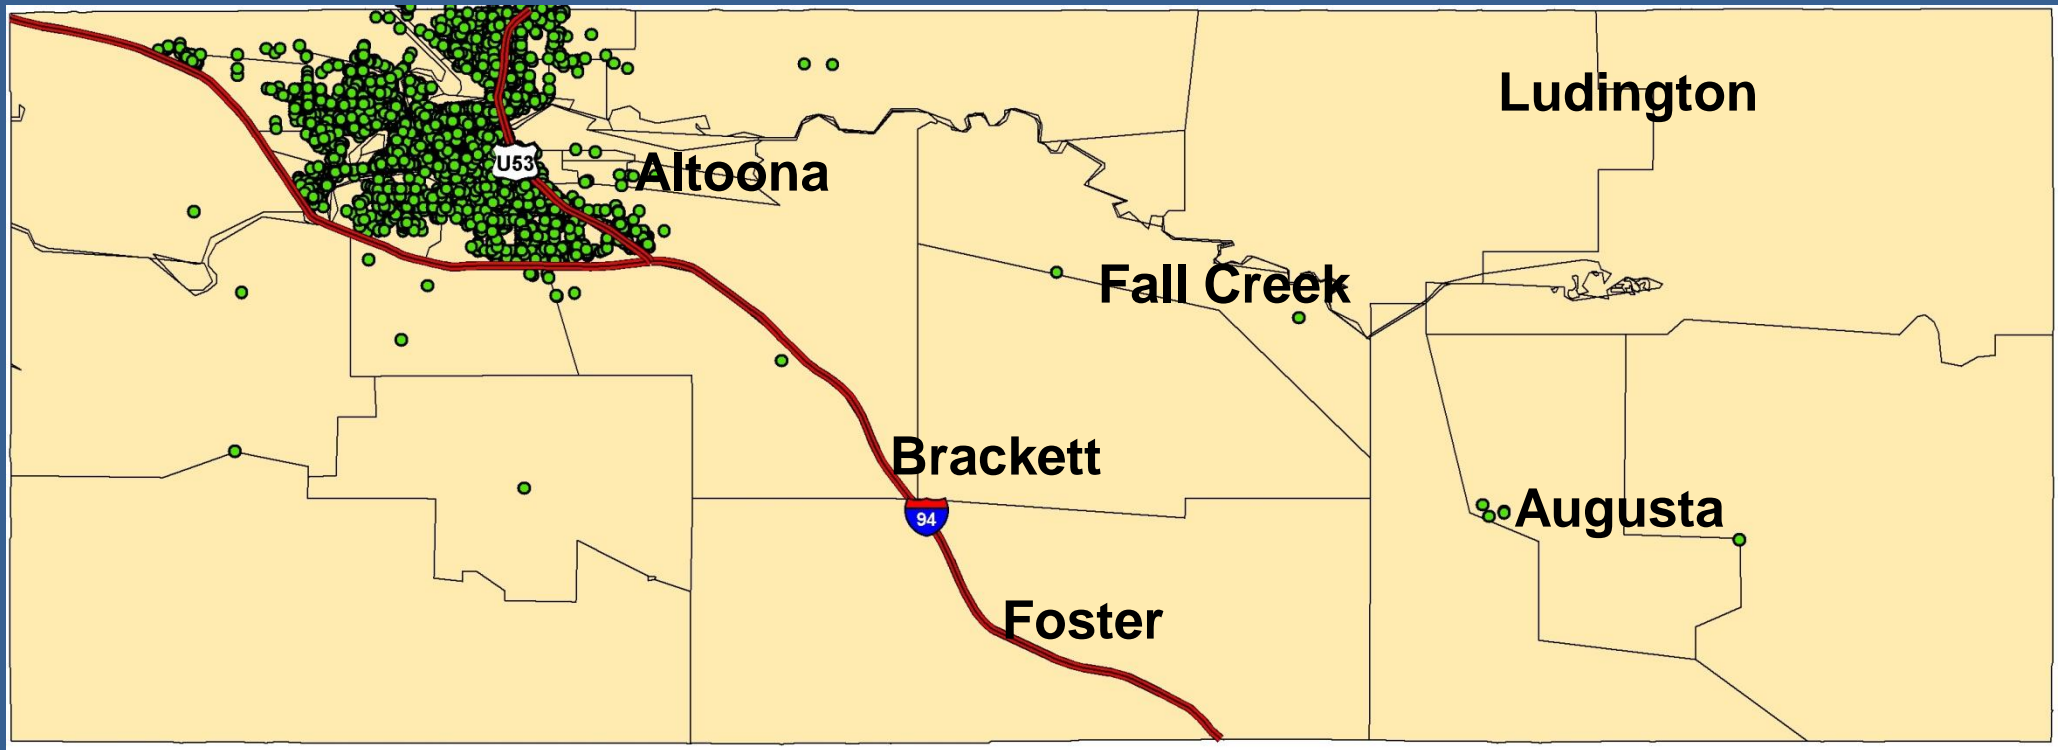 Ludington
U53
Altoona
Fall Creek
Brackett
94
Augusta
Foster